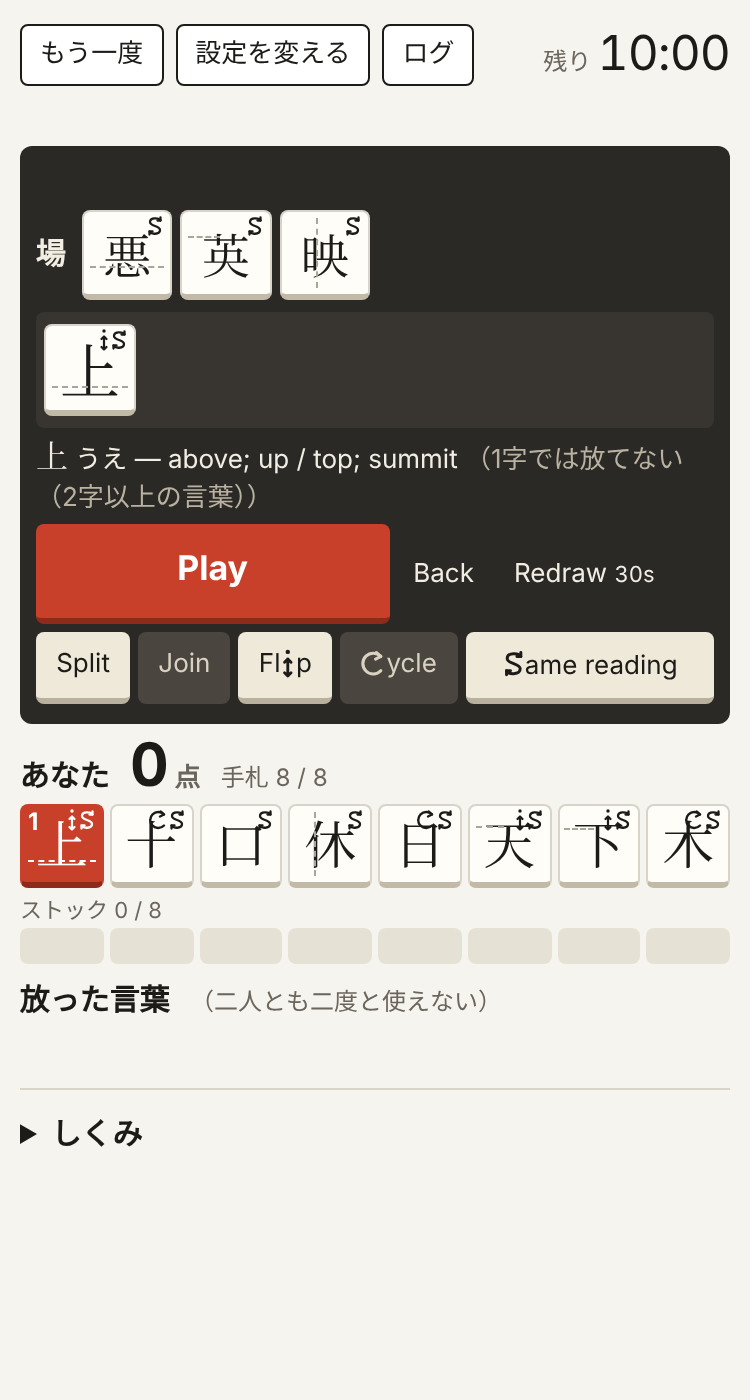 もう一度 設定を変える ログ 残り 10:00
場 悪 S 英 S 映 S
上 S
上 うえ — above; up / top; summit （1字では放てない
（2字以上の言葉））
Play Back Redraw 30s
Split Join Flip Cycle Same reading
あなた 0点 手札 8 / 8
1 上 S 十 CS 口 S 休 S 日 CS 天 S 下 S 木 CS
ストック 0 / 8
放った言葉 （二人とも二度と使えない）
▶ しくみ